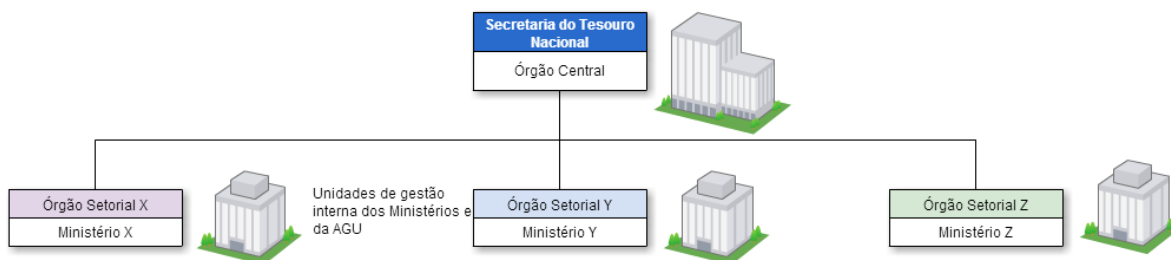 Secretaria do Tesouro
Nacional
Órgão Central
Órgão Setorial X
Ministério X
Unidades de gestão
interna dos Ministérios e
da AGU
Órgão Setorial Y
Ministério Y
Órgão Setorial Z
Ministério Z